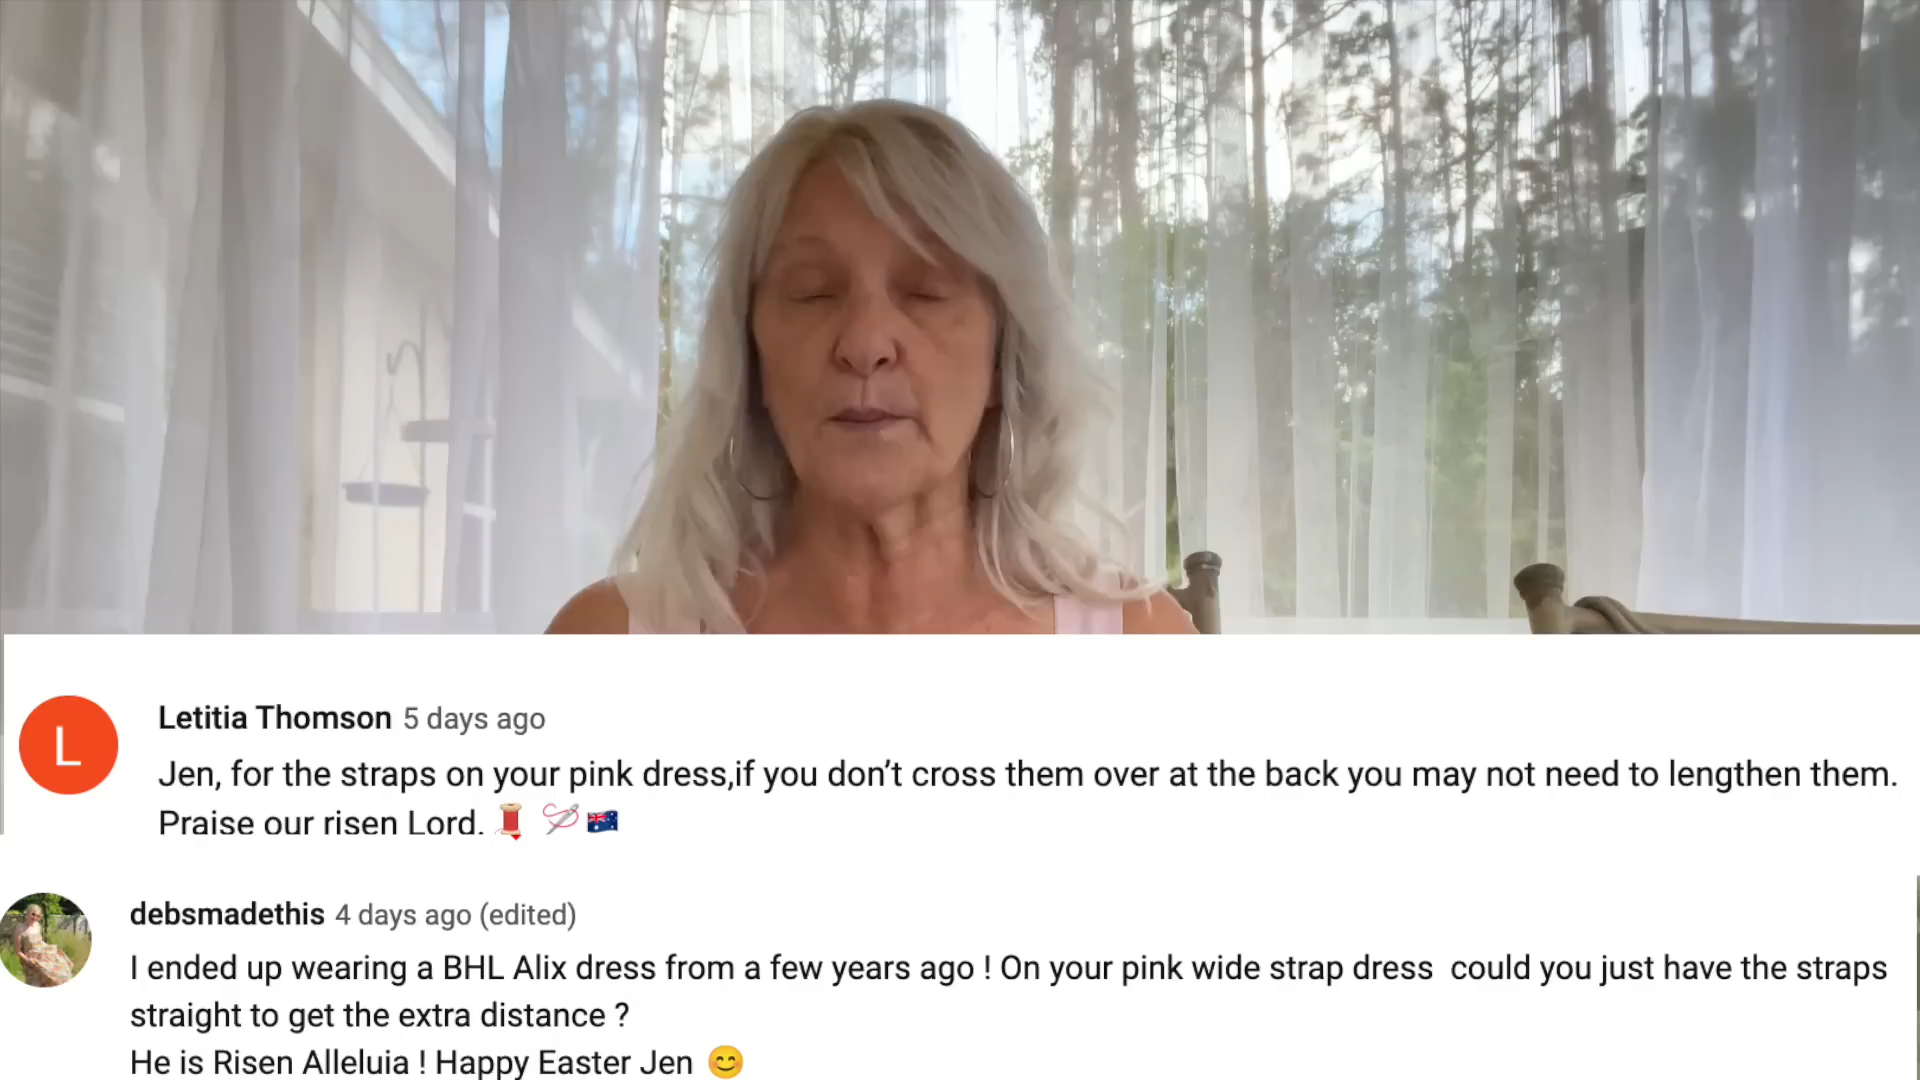 L
Letitia Thomson 5 days ago
Jen, for the straps on your pink dress,if you don’t cross them over at the back you may not need to lengthen them.
Praise our risen Lord. 🧵 🪡 🇦🇺
debsmadethis 4 days ago (edited)
I ended up wearing a BHL Alix dress from a few years ago ! On your pink wide strap dress  could you just have the straps
straight to get the extra distance ?
He is Risen Alleluia ! Happy Easter Jen 😊